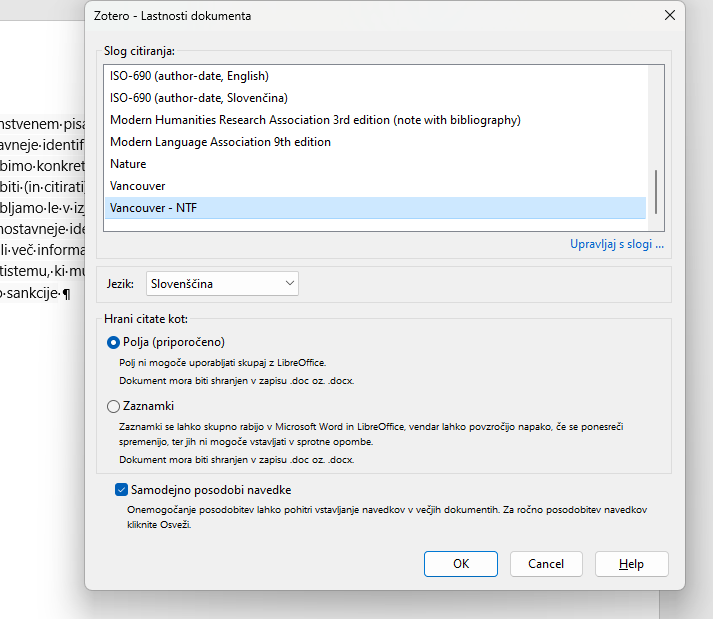 Zotero - Lastnosti dokumenta
Slog citiranja:
ISO-690 (author-date, English)
ISO-690 (author-date, Slovenčina)
Modern Humanities Research Association 3rd edition (note with bibliography)
Modern Language Association 9th edition
Nature
Vancouver
Vancouver - NTF
Upravljaj s slogi ...
Jezik: Slovenščina
Hrani citate kot:
Polja (priporočeno)
Polj ni mogoče uporabljati skupaj z LibreOffice.
Dokument mora biti shranjen v zapisu .doc oz. .docx.
Zaznamki
Zaznamki se lahko skupno rabijo v Microsoft Word in LibreOffice, vendar lahko povzročijo napako, če se ponesreči
spremenijo, ter jih ni mogoče vstavljati v sprotne opombe.
Dokument mora biti shranjen v zapisu .doc oz. .docx.
Samodejno posodobi navedke
Onemogočanje posodobitev lahko pohitri vstavljanje navedkov v večjih dokumentih. Za ročno posodobitev navedkov
kliknite Osveži.
OK Cancel Help
nstvenem·pisa
avneje·identif
bimo·konkret
biti·(in·citirati)
bljamo·le·v·iz
nostavneje·ide
li·več·informa
tistemu,·ki·mu
o·sankcije·¶